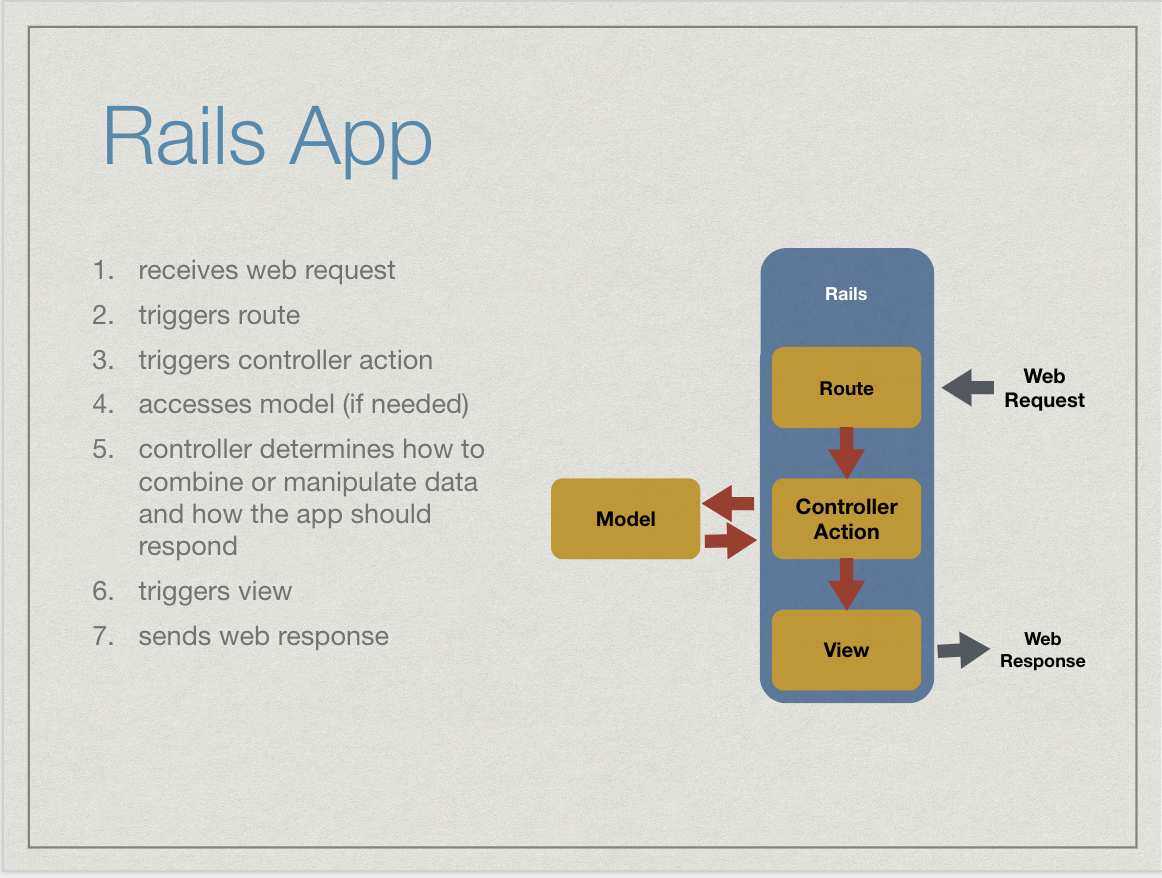 Rails App
1. receives web request
2. triggers route
3. triggers controller action
4. accesses model (if needed)
5. controller determines how to
combine or manipulate data
and how the app should
respond
6. triggers view
7. sends web response
Rails
Route
Web
Request
Model
Controller
Action
View
Web
Response